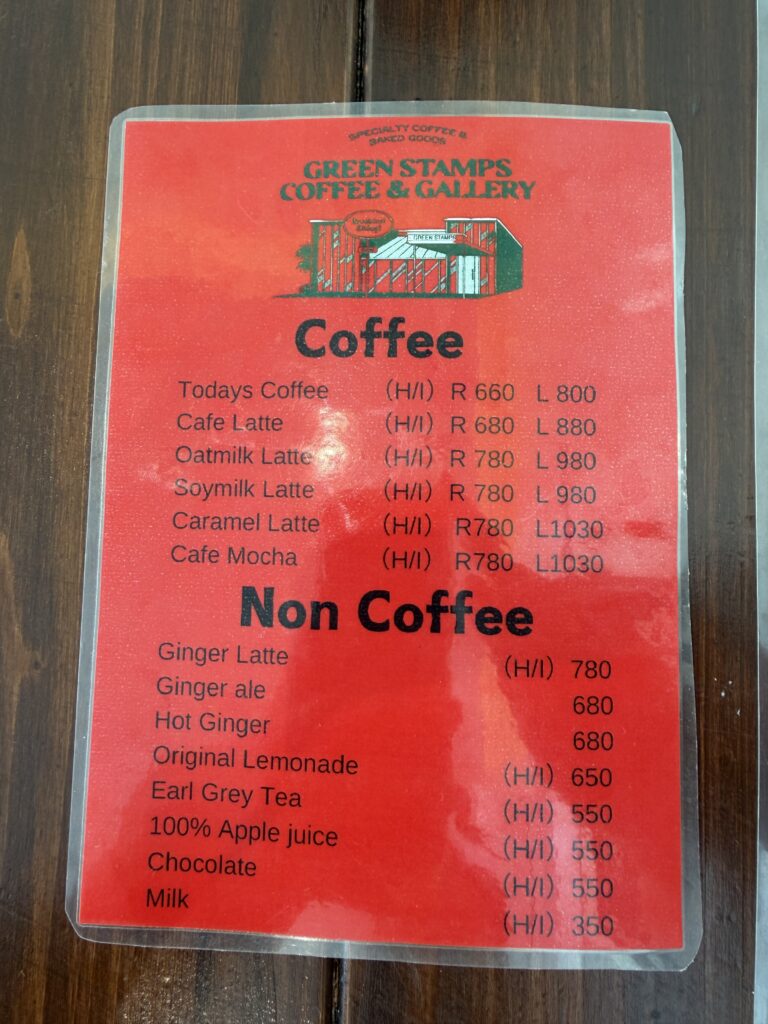 SPECIALTY COFFEE &
BAKED GOODS
GREEN STAMPS
COFFEE & GALLERY
GREEN STAMPS
Coffee
Todays Coffee (H/I) R 660 L 800
Cafe Latte (H/I) R 680 L 880
Oatmilk Latte (H/I) R 780 L 980
Soymilk Latte (H/I) R 780 L 980
Caramel Latte (H/I) R780 L1030
Cafe Mocha (H/I) R780 L1030
Non Coffee
Ginger Latte (H/I) 780
Ginger ale 680
Hot Ginger 680
Original Lemonade (H/I) 650
Earl Grey Tea (H/I) 550
100% Apple juice (H/I) 550
Chocolate (H/I) 550
Milk (H/I) 350